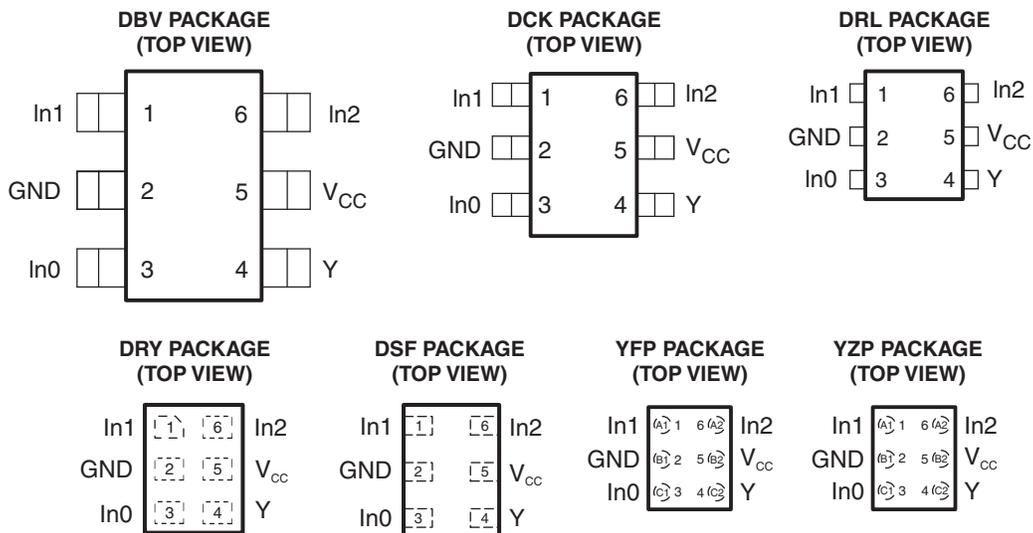 DBV PACKAGE
(TOP VIEW)
In1 1 6 In2
GND 2 5 VCC
In0 3 4 Y
DCK PACKAGE
(TOP VIEW)
In1 1 6 In2
GND 2 5 VCC
In0 3 4 Y
DRL PACKAGE
(TOP VIEW)
In1 1 6 In2
GND 2 5 VCC
In0 3 4 Y
DRY PACKAGE
(TOP VIEW)
In1 1 6 In2
GND 2 5 VCC
In0 3 4 Y
DSF PACKAGE
(TOP VIEW)
In1 1 6 In2
GND 2 5 VCC
In0 3 4 Y
YFP PACKAGE
(TOP VIEW)
In1 A1 1 6 A2 In2
GND B1 2 5 B2 VCC
In0 C1 3 4 C2 Y
YZP PACKAGE
(TOP VIEW)
In1 A1 1 6 A2 In2
GND B1 2 5 B2 VCC
In0 C1 3 4 C2 Y